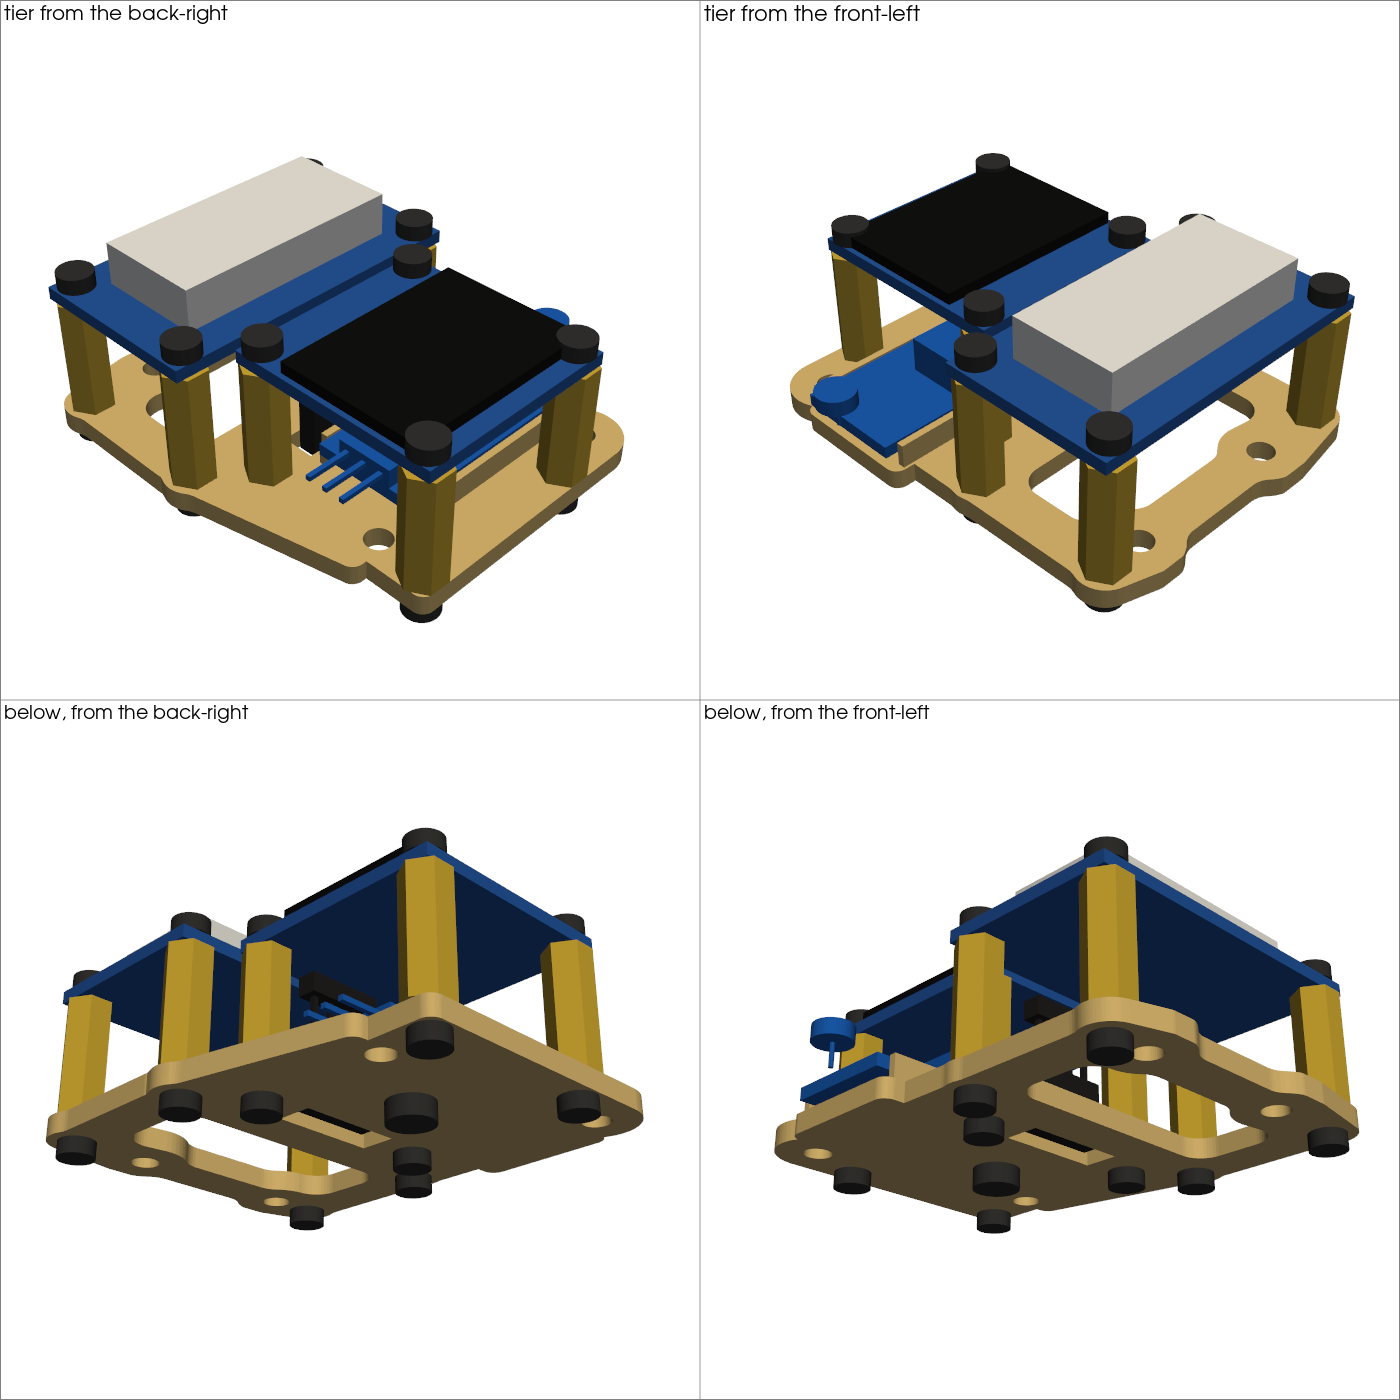 tier from the back-right
tier from the front-left
below, from the back-right
below, from the front-left